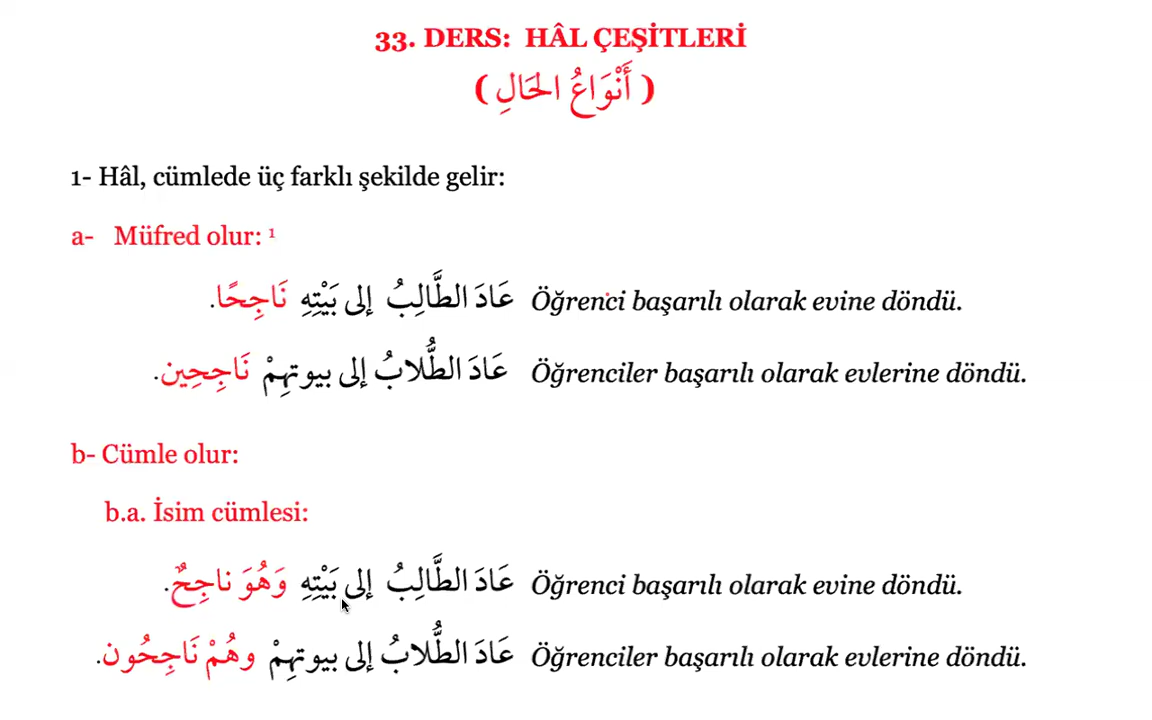 33. DERS: HÂL ÇEŞİTLERİ
( أَنْوَاعُ الحَالِ )
1- Hâl, cümlede üç farklı şekilde gelir:
a- Müfred olur: ¹
عَادَ الطَّالِبُ إلى بَيْتِهِ نَاجِحًا. Öğrenci başarılı olarak evine döndü.
عَادَ الطُّلابُ إلى بيوتهِمْ نَاجِحِين. Öğrenciler başarılı olarak evlerine döndü.
b- Cümle olur:
b.a. İsim cümlesi:
عَادَ الطَّالِبُ إلى بَيْتِهِ وَهُوَ ناجِحٌ. Öğrenci başarılı olarak evine döndü.
عَادَ الطُّلابُ إلى بيوتهِمْ وهُمْ نَاجِحُون. Öğrenciler başarılı olarak evlerine döndü.